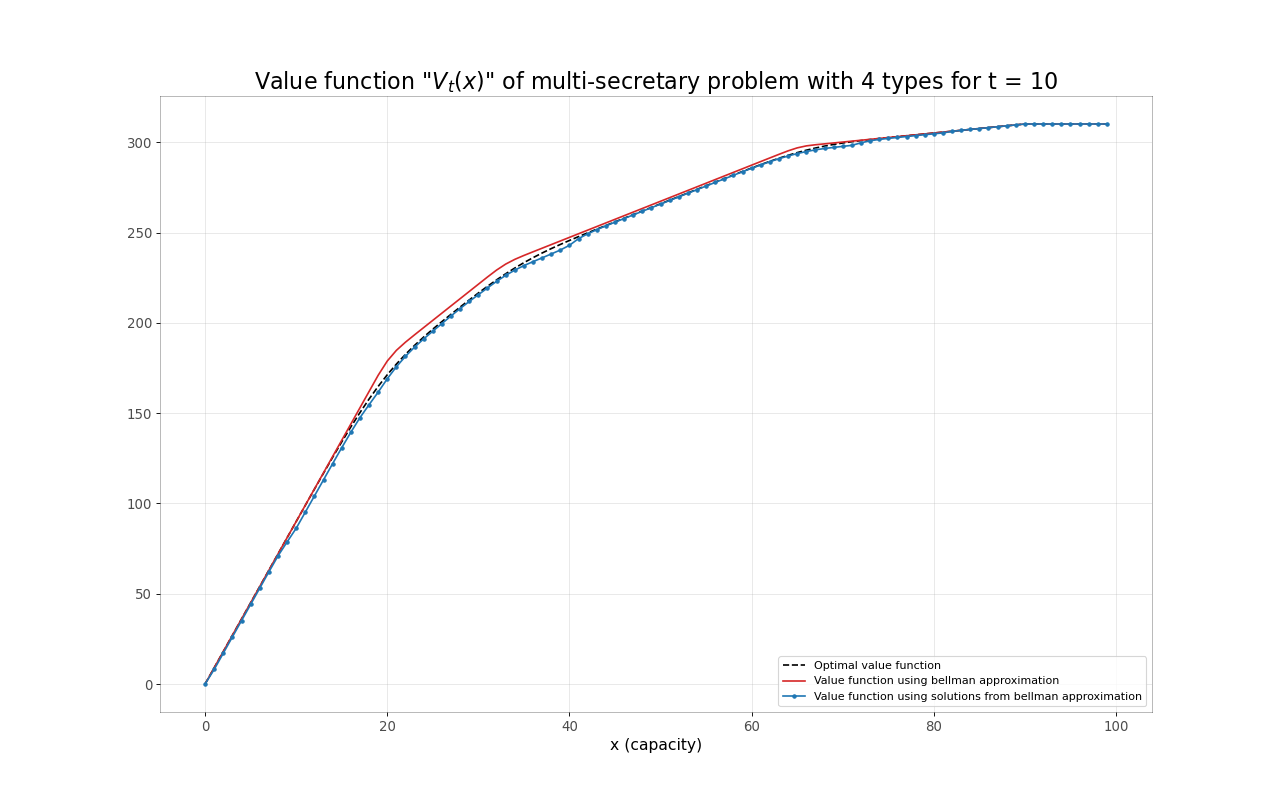 Value function "V_t(x)" of multi-secretary problem with 4 types for t = 10
300
250
200
150
100
50
0
0 20 40 60 80 100
x (capacity)
Optimal value function
Value function using bellman approximation
Value function using solutions from bellman approximation